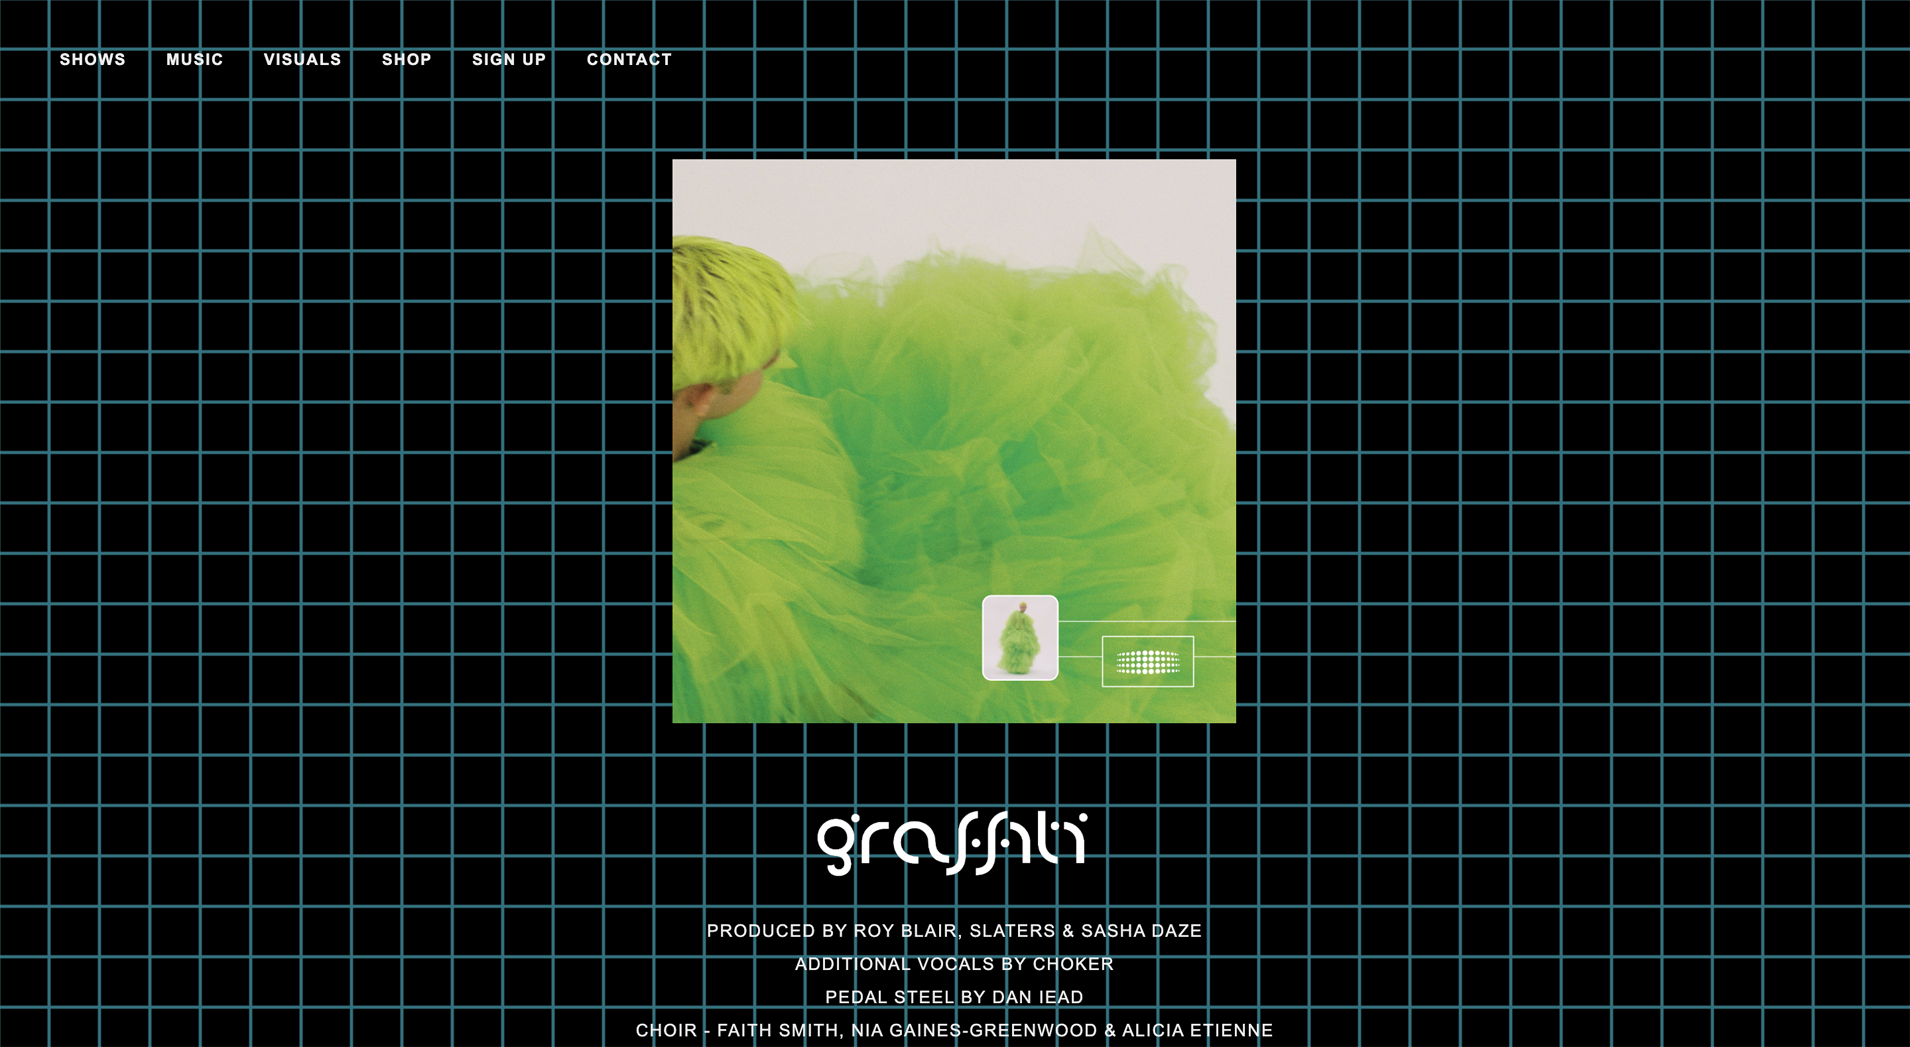 SHOWS MUSIC VISUALS SHOP SIGN UP CONTACT
graffiti
PRODUCED BY ROY BLAIR, SLATERS & SASHA DAZE
ADDITIONAL VOCALS BY CHOKER
PEDAL STEEL BY DAN IEAD
CHOIR - FAITH SMITH, NIA GAINES-GREENWOOD & ALICIA ETIENNE